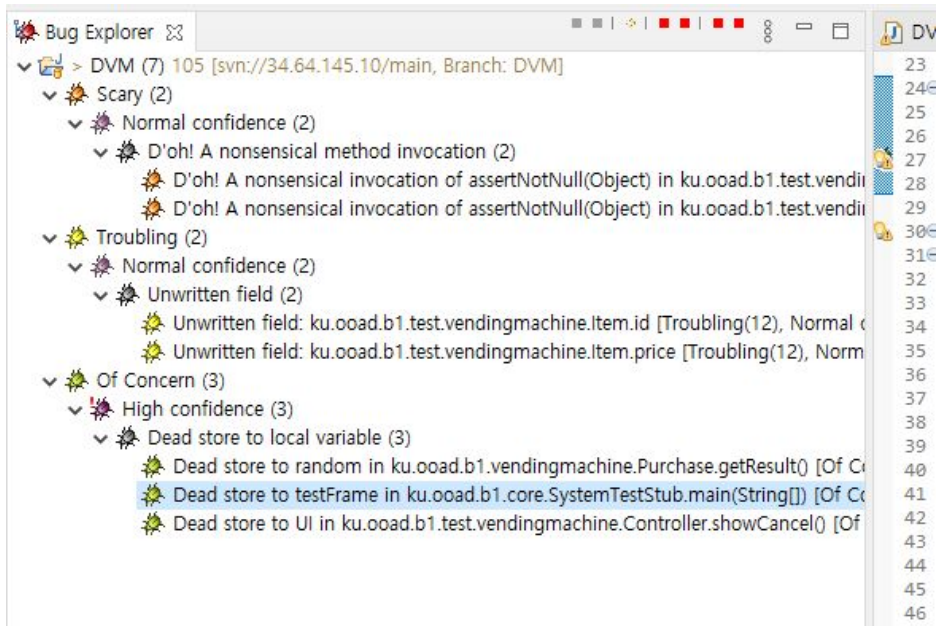 Bug Explorer
DV
> DVM (7) 105 [svn://34.64.145.10/main, Branch: DVM]
Scary (2)
Normal confidence (2)
D'oh! A nonsensical method invocation (2)
D'oh! A nonsensical invocation of assertNotNull(Object) in ku.ooad.b1.test.vendin
D'oh! A nonsensical invocation of assertNotNull(Object) in ku.ooad.b1.test.vendin
Troubling (2)
Normal confidence (2)
Unwritten field (2)
Unwritten field: ku.ooad.b1.test.vendingmachine.Item.id [Troubling(12), Normal c
Unwritten field: ku.ooad.b1.test.vendingmachine.Item.price [Troubling(12), Norm
Of Concern (3)
High confidence (3)
Dead store to local variable (3)
Dead store to random in ku.ooad.b1.vendingmachine.Purchase.getResult() [Of Co
Dead store to testFrame in ku.ooad.b1.core.SystemTestStub.main(String[]) [Of Co
Dead store to UI in ku.ooad.b1.test.vendingmachine.Controller.showCancel() [Of
23
24
25
26
27
28
29
30
31
32
33
34
35
36
37
38
39
40
41
42
43
44
45
46